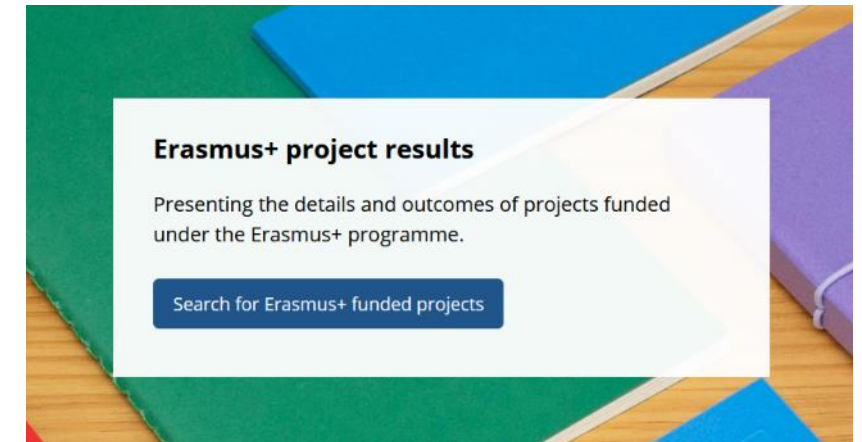 Erasmus+ project results
Presenting the details and outcomes of projects funded
under the Erasmus+ programme.
Search for Erasmus+ funded projects